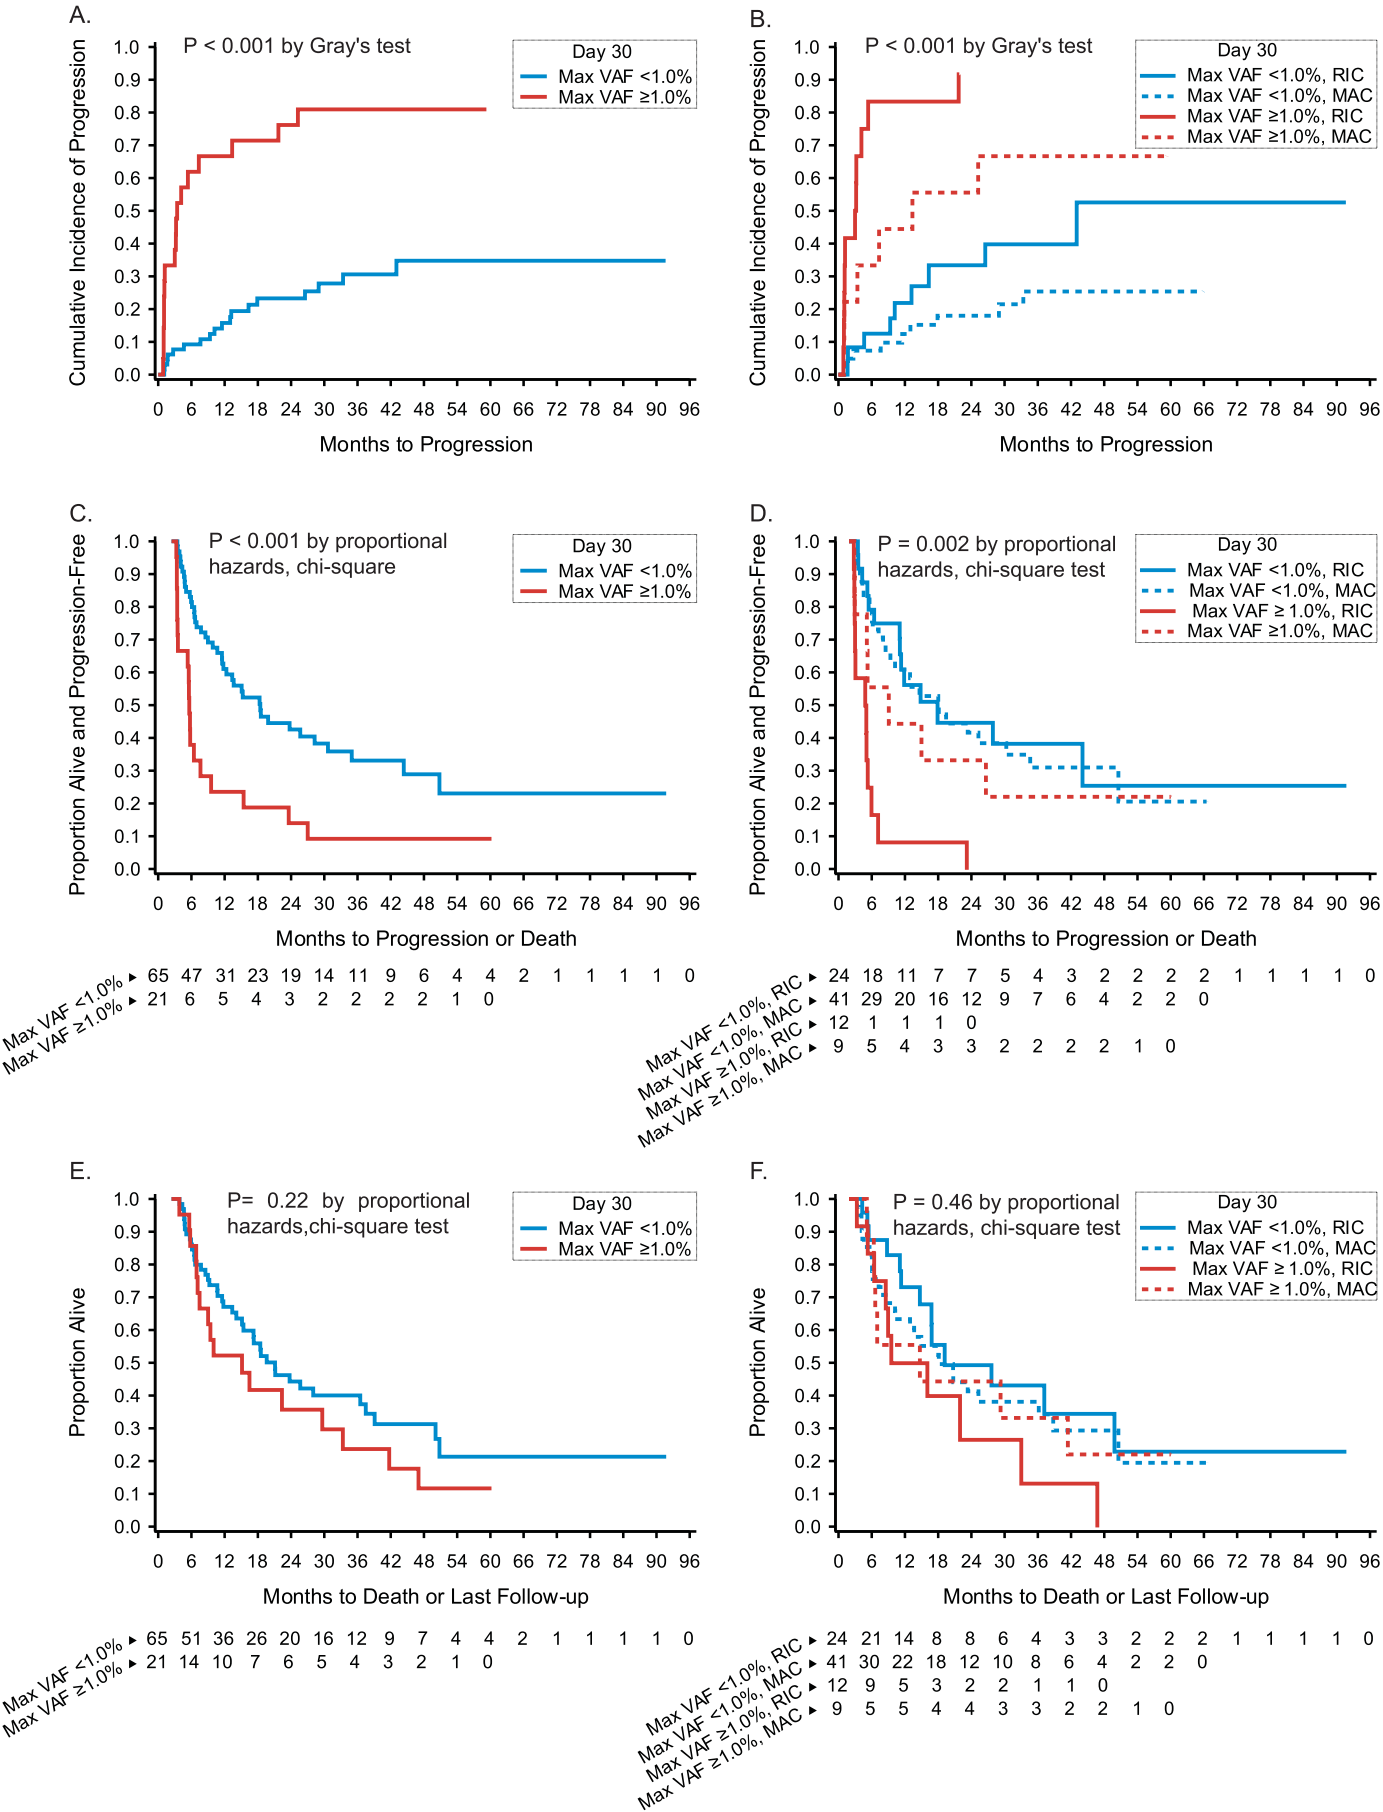 A.
P < 0.001 by Gray's test
Day 30
Max VAF <1.0%
Max VAF ≥1.0%
Cumulative Incidence of Progression
1.0
0.9
0.8
0.7
0.6
0.5
0.4
0.3
0.2
0.1
0.0
0 6 12 18 24 30 36 42 48 54 60 66 72 78 84 90 96
Months to Progression
B.
P < 0.001 by Gray's test
Day 30
Max VAF <1.0%, RIC
Max VAF <1.0%, MAC
Max VAF ≥1.0%, RIC
Max VAF ≥1.0%, MAC
Cumulative Incidence of Progression
1.0
0.9
0.8
0.7
0.6
0.5
0.4
0.3
0.2
0.1
0.0
0 6 12 18 24 30 36 42 48 54 60 66 72 78 84 90 96
Months to Progression
C.
P < 0.001 by proportional
hazards, chi-square
Day 30
Max VAF <1.0%
Max VAF ≥1.0%
Proportion Alive and Progression-Free
1.0
0.9
0.8
0.7
0.6
0.5
0.4
0.3
0.2
0.1
0.0
0 6 12 18 24 30 36 42 48 54 60 66 72 78 84 90 96
Months to Progression or Death
Max VAF <1.0% ▸ 65 47 31 23 19 14 11 9 6 4 4 2 1 1 1 1 0
Max VAF ≥1.0% ▸ 21 6 5 4 3 2 2 2 2 1 0
D.
P = 0.002 by proportional
hazards, chi-square test
Day 30
Max VAF <1.0%, RIC
Max VAF <1.0%, MAC
Max VAF ≥ 1.0%, RIC
Max VAF ≥1.0%, MAC
Proportion Alive and Progression-Free
1.0
0.9
0.8
0.7
0.6
0.5
0.4
0.3
0.2
0.1
0.0
0 6 12 18 24 30 36 42 48 54 60 66 72 78 84 90 96
Months to Progression or Death
Max VAF <1.0%, RIC ▸ 24 18 11 7 7 5 4 3 2 2 2 2 1 1 1 1 0
Max VAF <1.0%, MAC ▸ 41 29 20 16 12 9 7 6 4 2 2 0
Max VAF ≥1.0%, RIC ▸ 12 1 1 1 0
Max VAF ≥1.0%, MAC ▸ 9 5 4 3 3 2 2 2 2 1 0
E.
P= 0.22 by proportional
hazards,chi-square test
Day 30
Max VAF <1.0%
Max VAF ≥1.0%
Proportion Alive
1.0
0.9
0.8
0.7
0.6
0.5
0.4
0.3
0.2
0.1
0.0
0 6 12 18 24 30 36 42 48 54 60 66 72 78 84 90 96
Months to Death or Last Follow-up
Max VAF <1.0% ▸ 65 51 36 26 20 16 12 9 7 4 4 2 1 1 1 1 0
Max VAF ≥1.0% ▸ 21 14 10 7 6 5 4 3 2 1 0
F.
P = 0.46 by proportional
hazards, chi-square test
Day 30
Max VAF <1.0%, RIC
Max VAF <1.0%, MAC
Max VAF ≥ 1.0%, RIC
Max VAF ≥ 1.0%, MAC
Proportion Alive
1.0
0.9
0.8
0.7
0.6
0.5
0.4
0.3
0.2
0.1
0.0
0 6 12 18 24 30 36 42 48 54 60 66 72 78 84 90 96
Months to Death or Last Follow-up
Max VAF <1.0%, RIC ▸ 24 21 14 8 8 6 4 3 3 2 2 2 1 1 1 1 0
Max VAF <1.0%, MAC ▸ 41 30 22 18 12 10 8 6 4 2 2 0
Max VAF ≥1.0%, RIC ▸ 12 9 5 3 2 2 1 1 0
Max VAF ≥1.0%, MAC ▸ 9 5 5 4 4 3 3 2 2 1 0